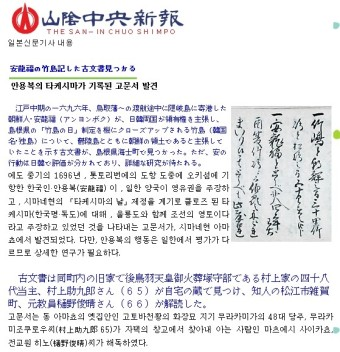 山陰中央新報
THE SAN-IN CHUO SHIMPO
일본신문기사 내용
安龍福の竹島記した古文書見つかる
안용복의 타케시마가 기록된 고문서 발견
江戸中期の一六九六年、鳥取藩への渡航途中に隠岐島に寄港した
朝鮮人・安龍福（アンヨンボク）が、日韓両国が領有権を主張し、
島根県の「竹島の日」制定を機にクローズアップされる竹島（韓国
名・独島）について、鬱陵島とともに朝鮮の領土であると主張して
いたことを示す古文書が、島根県海士町で見つかった。ただ、安の
行動は日韓で評価が分かれており、詳細な研究が待たれる。
에도 중기의 1696년, 톳토리번에의 도항 도중에 오키섬에 기
항한 한국인·안용복(安龍福) 이, 일한 양국이 영유권을 주장하
고, 시마네현의 「타케시마의 날」 제정을 계기로 클로즈 된 타케
시마(한국명·독도)에 대해, 울릉도와 함께 조선의 영토이다
라고 주장하고 있었던 것을 나타내는 고문서가, 시마네현 아마
쵸에서 발견되었다. 다만, 안용복의 행동은 일한에서 평가가 다
르므로 상세한 연구가 필요하다.
古文書は同町内の旧家で後鳥羽天皇御火葬塚守部である村上家の四十八
代当主、村上助九郎さん（６５）が自宅の蔵で見つけ、知人の松江市雑賀
町、元教員樋野俊晴さん（６６）が解読した。
고문서는 동 아마쵸의 옛집안인 고토바천황의 화장묘 지기 무라카미가의 48대 당주, 무라카
미조쿠로우씨(村上助九郎 65)가 자택의 창고에서 찾아내 아는 사람인 마츠에시 사이카쵸,
전교원 히노(樋野俊晴)씨가 해독하였다.